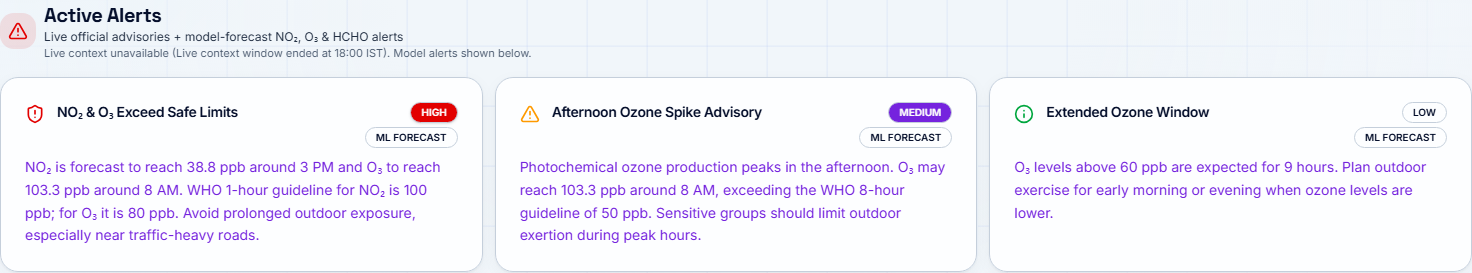 Active Alerts
Live official advisories + model-forecast NO₂, O₃ & HCHO alerts
Live context unavailable (Live context window ended at 18:00 IST). Model alerts shown below.
NO₂ & O₃ Exceed Safe Limits
HIGH
ML FORECAST
NO₂ is forecast to reach 38.8 ppb around 3 PM and O₃ to reach
103.3 ppb around 8 AM. WHO 1-hour guideline for NO₂ is 100
ppb; for O₃ it is 80 ppb. Avoid prolonged outdoor exposure,
especially near traffic-heavy roads.
Afternoon Ozone Spike Advisory
MEDIUM
ML FORECAST
Photochemical ozone production peaks in the afternoon. O₃ may
reach 103.3 ppb around 8 AM, exceeding the WHO 8-hour
guideline of 50 ppb. Sensitive groups should limit outdoor
exertion during peak hours.
Extended Ozone Window
LOW
ML FORECAST
O₃ levels above 60 ppb are expected for 9 hours. Plan outdoor
exercise for early morning or evening when ozone levels are
lower.